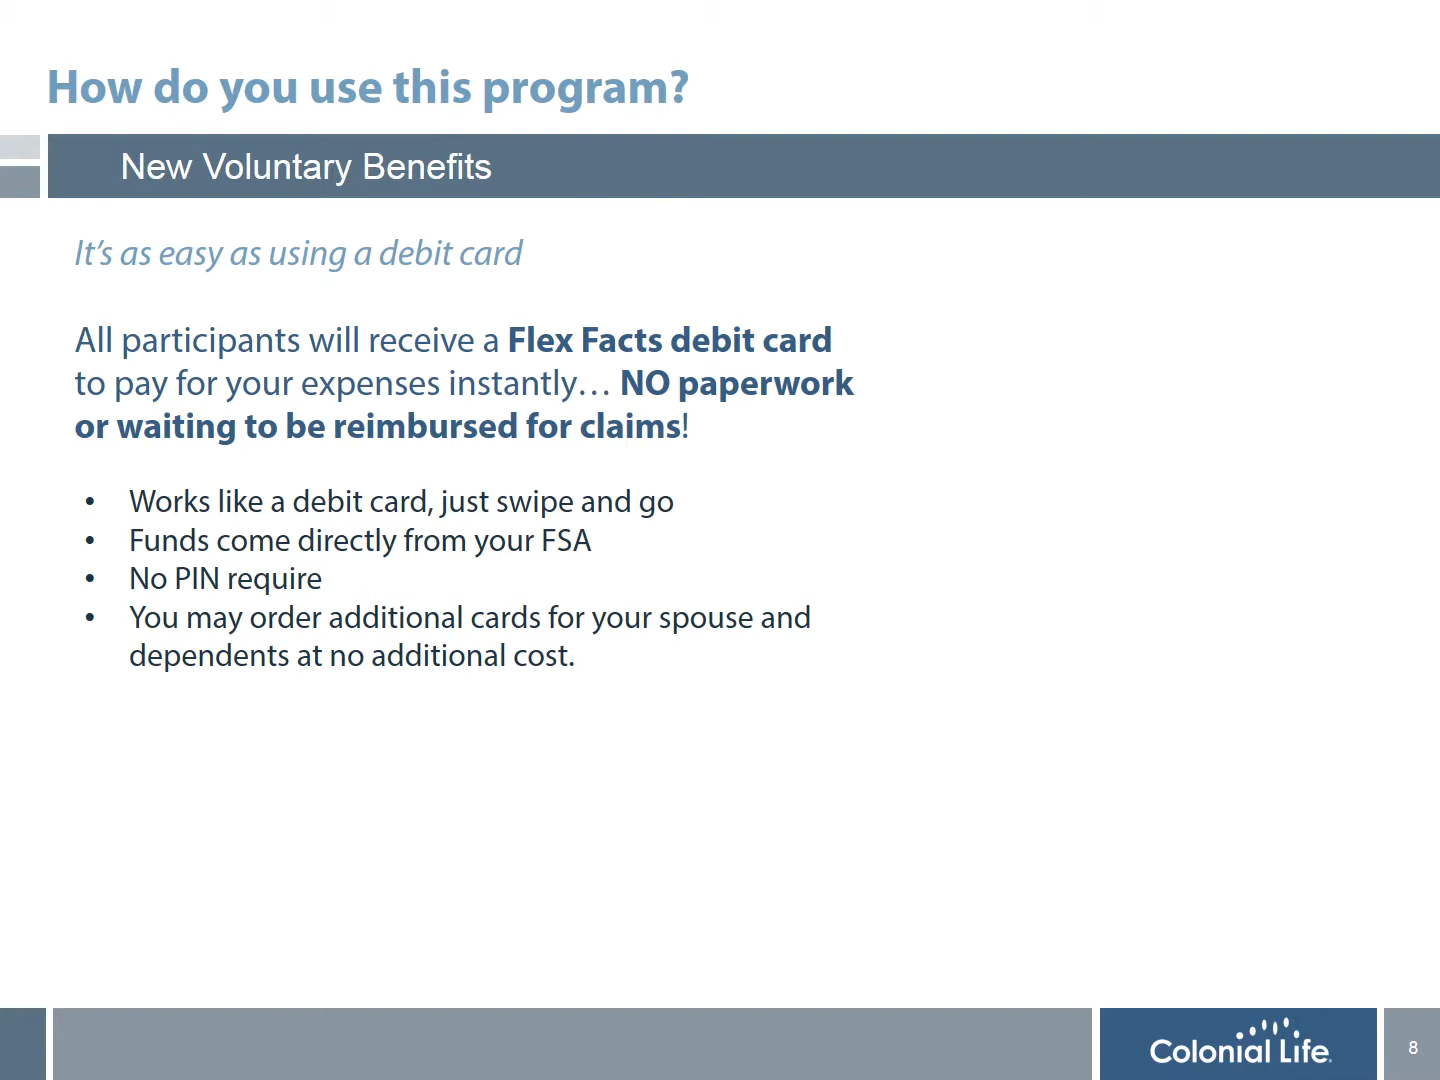 How do you use this program?
New Voluntary Benefits
It's as easy as using a debit card
All participants will receive a Flex Facts debit card
to pay for your expenses instantly… NO paperwork
or waiting to be reimbursed for claims!
• Works like a debit card, just swipe and go
• Funds come directly from your FSA
• No PIN require
• You may order additional cards for your spouse and
dependents at no additional cost.
Colonial Life.
8